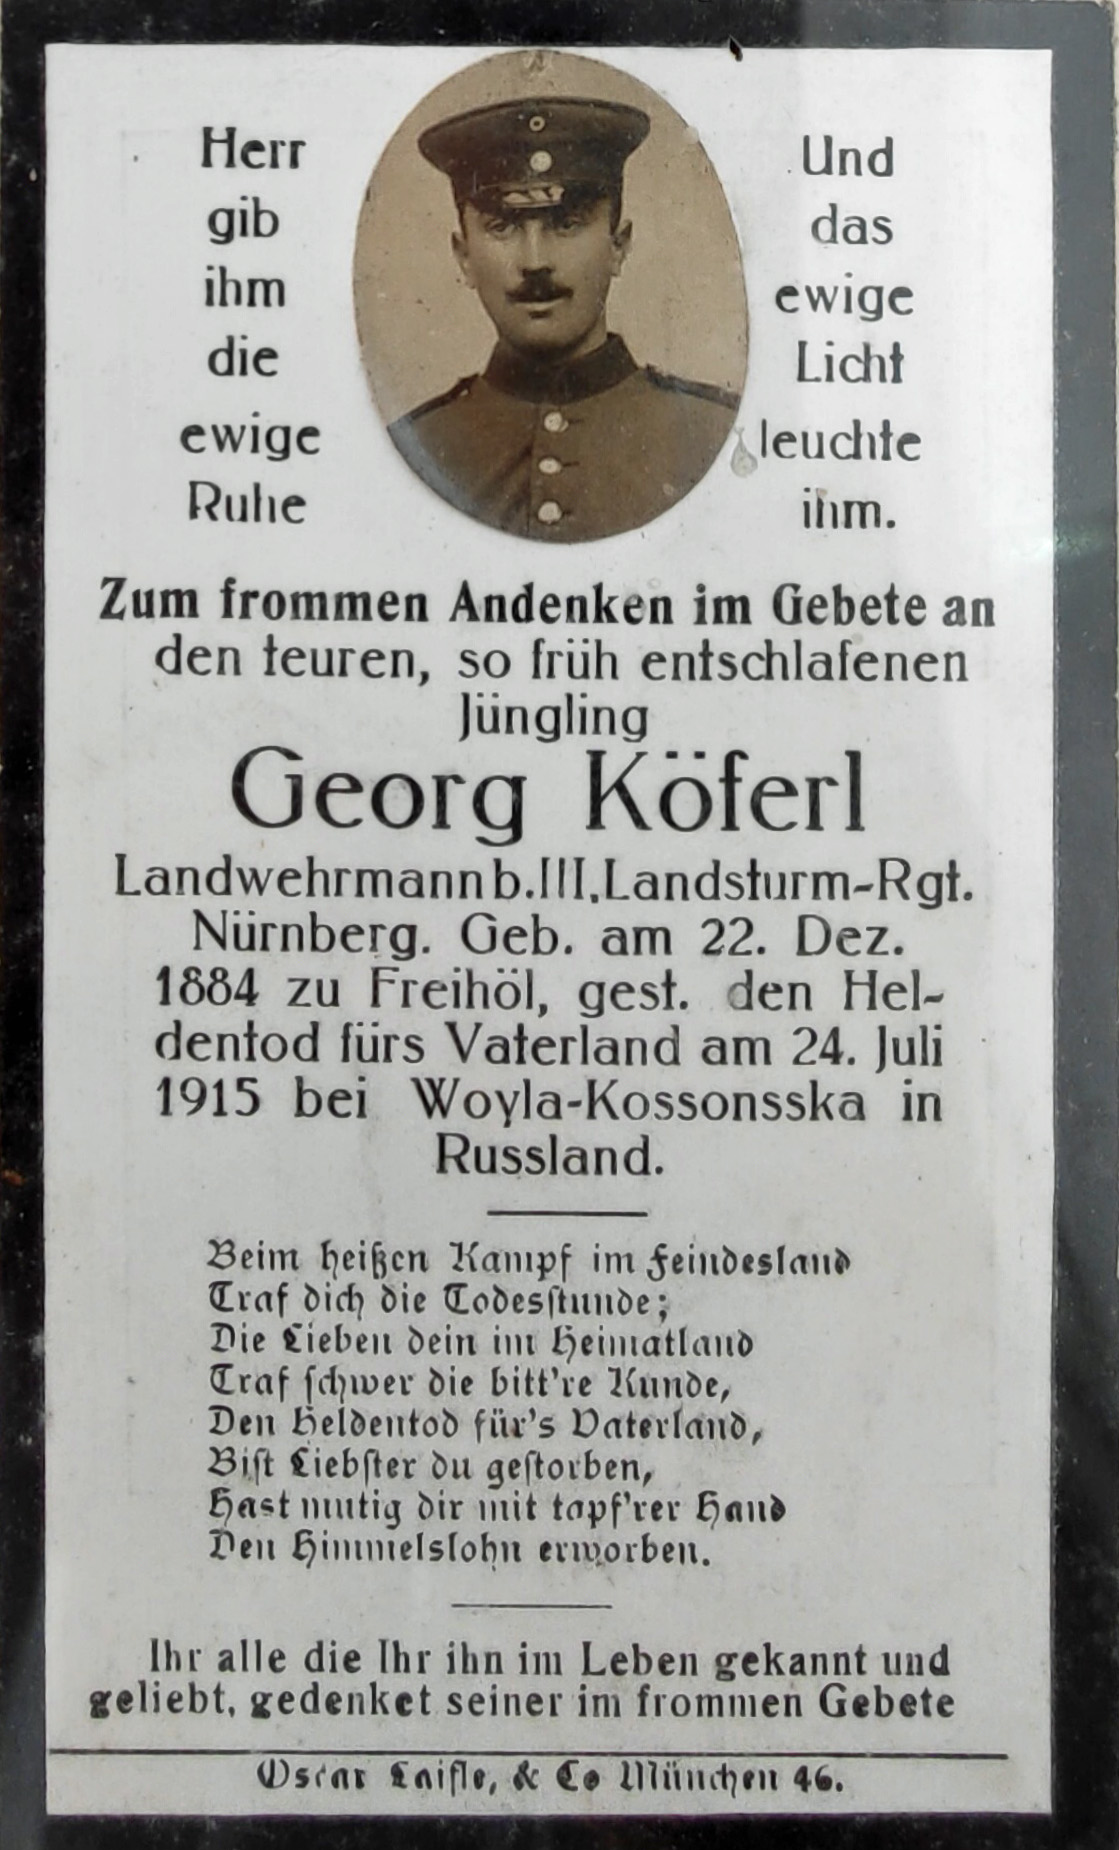 Herr
gib
ihm
die
ewige
Ruhe
Und
das
ewige
Licht
leuchte
ihm.
Zum frommen Andenken im Gebete an
den teuren, so früh entschlafenen
Jüngling
Georg Köferl
Landwehrmann b. III. Landsturm-Rgt.
Nürnberg. Geb. am 22. Dez.
1884 zu Freihöl, gest. den Hel-
dentod fürs Vaterland am 24. Juli
1915 bei Woyla-Kossonsska in
Russland.
Beim heißen Kampf im Feindesland
Traf dich die Todesstunde;
Die Lieben dein im Heimatland
Traf schwer die bitt're Kunde,
Den Heldentod für's Vaterland,
Bist Liebster du gestorben,
Hast mutig dir mit tapf'rer Hand
Den Himmelslohn erworben.
Ihr alle die Ihr ihn im Leben gekannt und
geliebt, gedenket seiner im frommen Gebete
Oscar Laifle, & Co München 46.